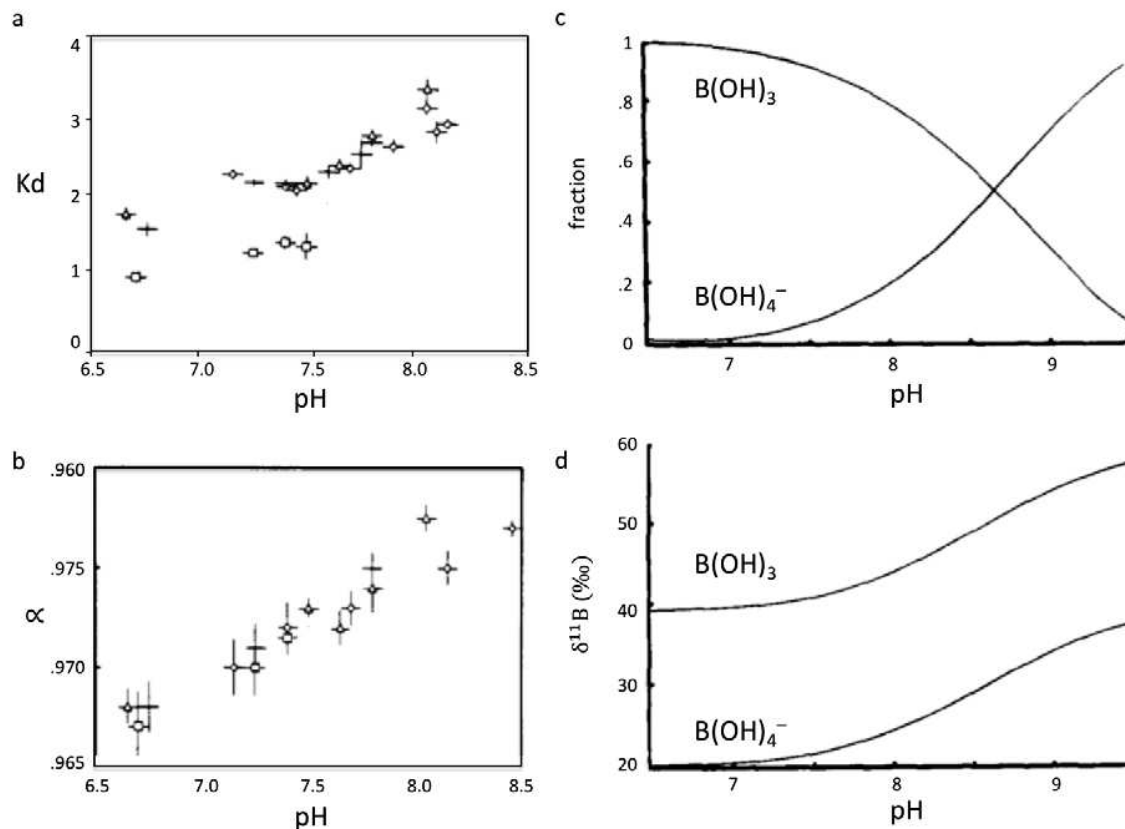 a
4
3
Kd
2
1
0
6.5 7.0 7.5 8.0 8.5
pH
c
1
.8
.6
.4
.2
0
fraction
B(OH)₃
B(OH)₄⁻
7 8 9
pH
b
.960
.975
∝
.970
.965
6.5 7.0 7.5 8.0 8.5
pH
d
60
50
40
30
20
δ¹¹B (‰)
B(OH)₃
B(OH)₄⁻
7 8 9
pH